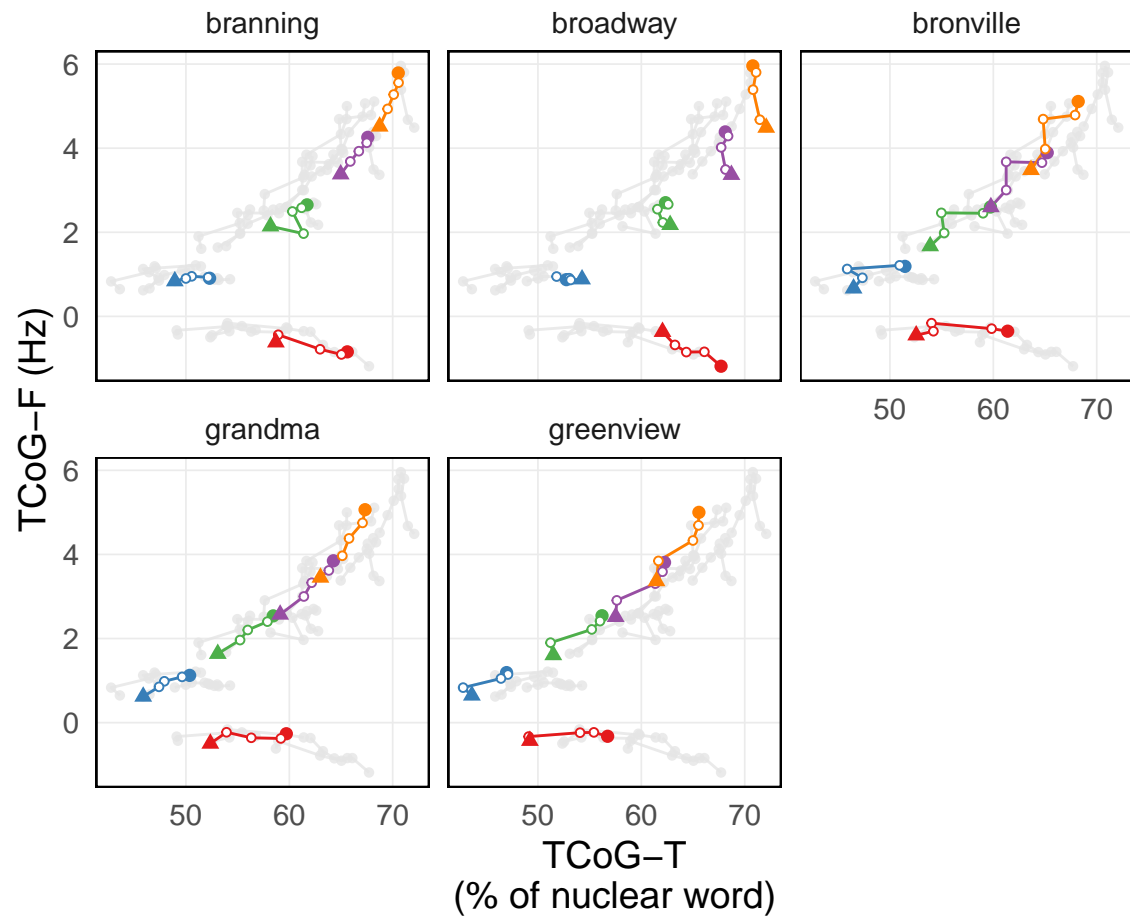 branning broadway bronville
6
4
2
0
50 60 70
grandma greenview
6
4
2
0
50 60 70 50 60 70
TCoG−F (Hz)
TCoG−T
(% of nuclear word)